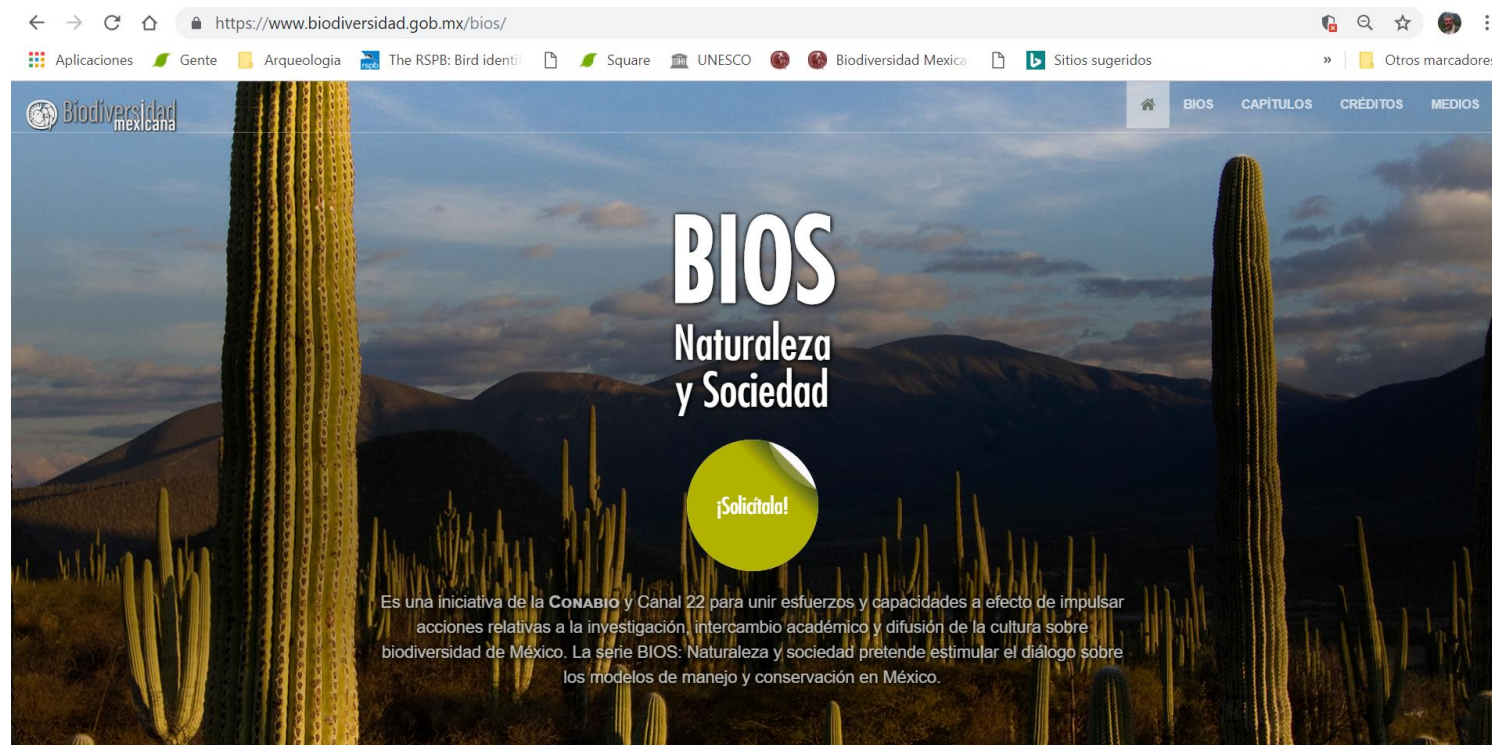 https://www.biodiversidad.gob.mx/bios/
Aplicaciones Gente Arqueologia rspb The RSPB: Bird identi Square UNESCO Biodiversidad Mexica Sitios sugeridos » Otros marcadores
Biodiversidad
mexicana
BIOS CAPÍTULOS CRÉDITOS MEDIOS
BIOS
Naturaleza
y Sociedad
¡Solicítala!
Es una iniciativa de la CONABIO y Canal 22 para unir esfuerzos y capacidades a efecto de impulsar
acciones relativas a la investigación, intercambio académico y difusión de la cultura sobre
biodiversidad de México. La serie BIOS: Naturaleza y sociedad pretende estimular el diálogo sobre
los modelos de manejo y conservación en México.